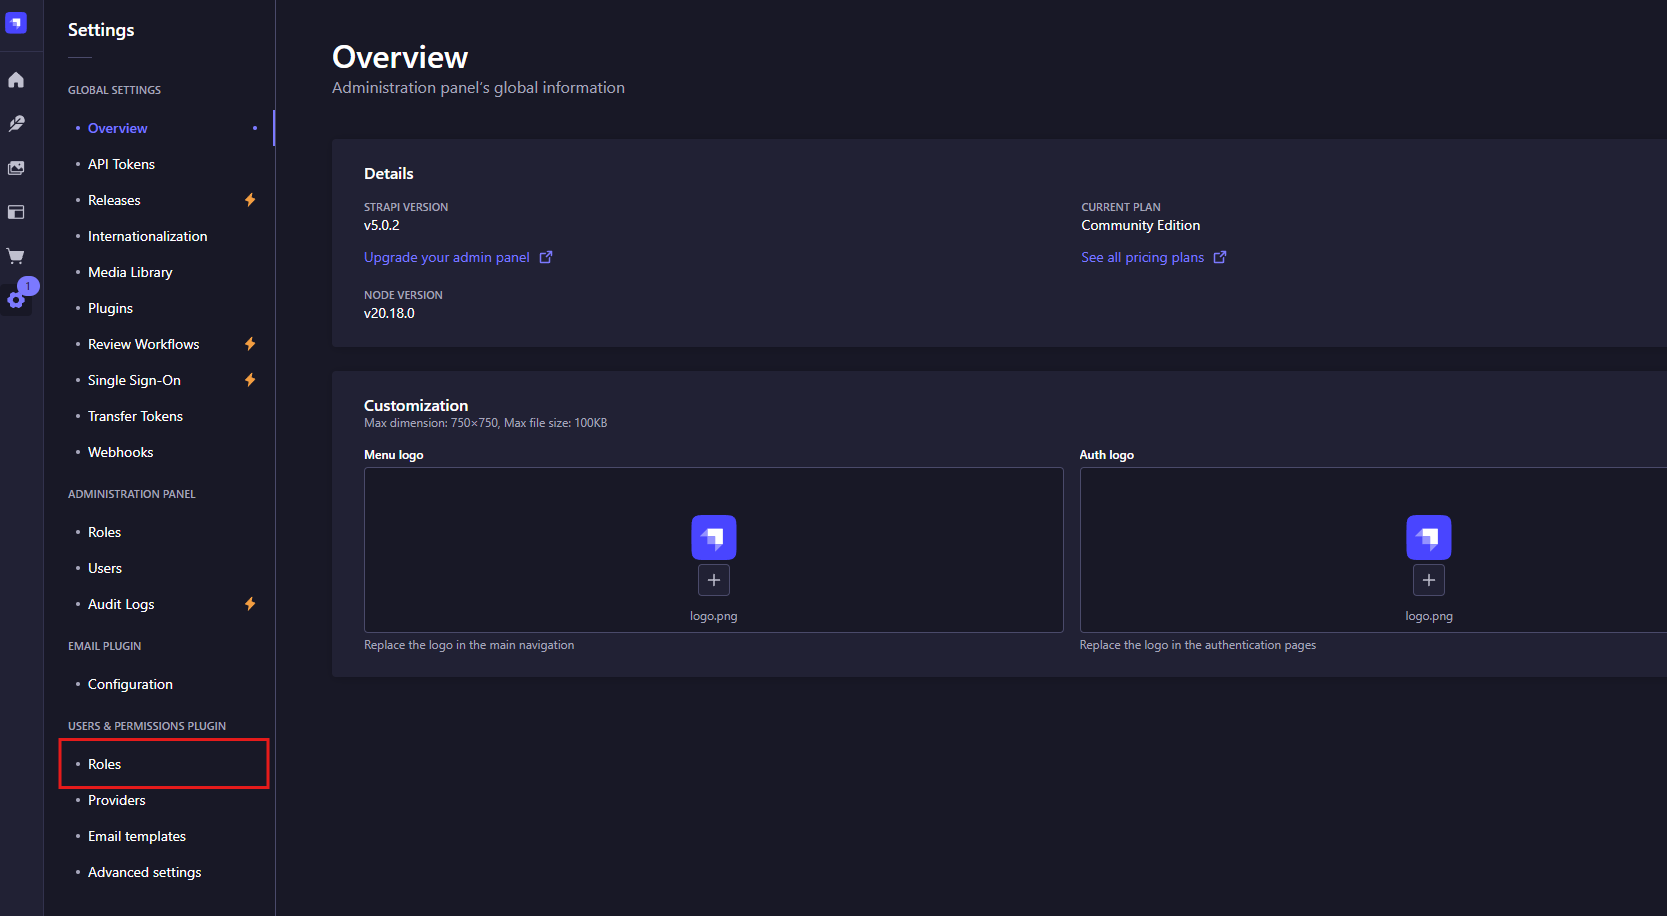 Settings
GLOBAL SETTINGS
Overview
API Tokens
Releases
Internationalization
Media Library
Plugins
Review Workflows
Single Sign-On
Transfer Tokens
Webhooks
ADMINISTRATION PANEL
Roles
Users
Audit Logs
EMAIL PLUGIN
Configuration
USERS & PERMISSIONS PLUGIN
Roles
Providers
Email templates
Advanced settings
1
Overview
Administration panel's global information
Details
STRAPI VERSION
v5.0.2
Upgrade your admin panel
CURRENT PLAN
Community Edition
See all pricing plans
NODE VERSION
v20.18.0
Customization
Max dimension: 750×750, Max file size: 100KB
Menu logo
logo.png
Replace the logo in the main navigation
Auth logo
logo.png
Replace the logo in the authentication pages